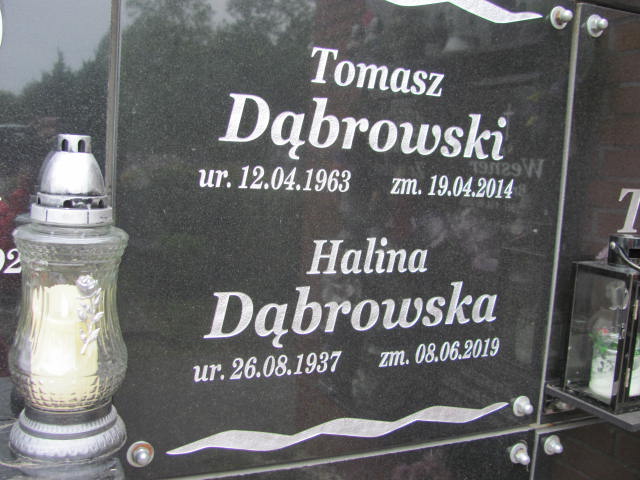 Tomasz
Dąbrowski
ur. 12.04.1963 zm. 19.04.2014
Halina
Dąbrowska
ur. 26.08.1937 zm. 08.06.2019